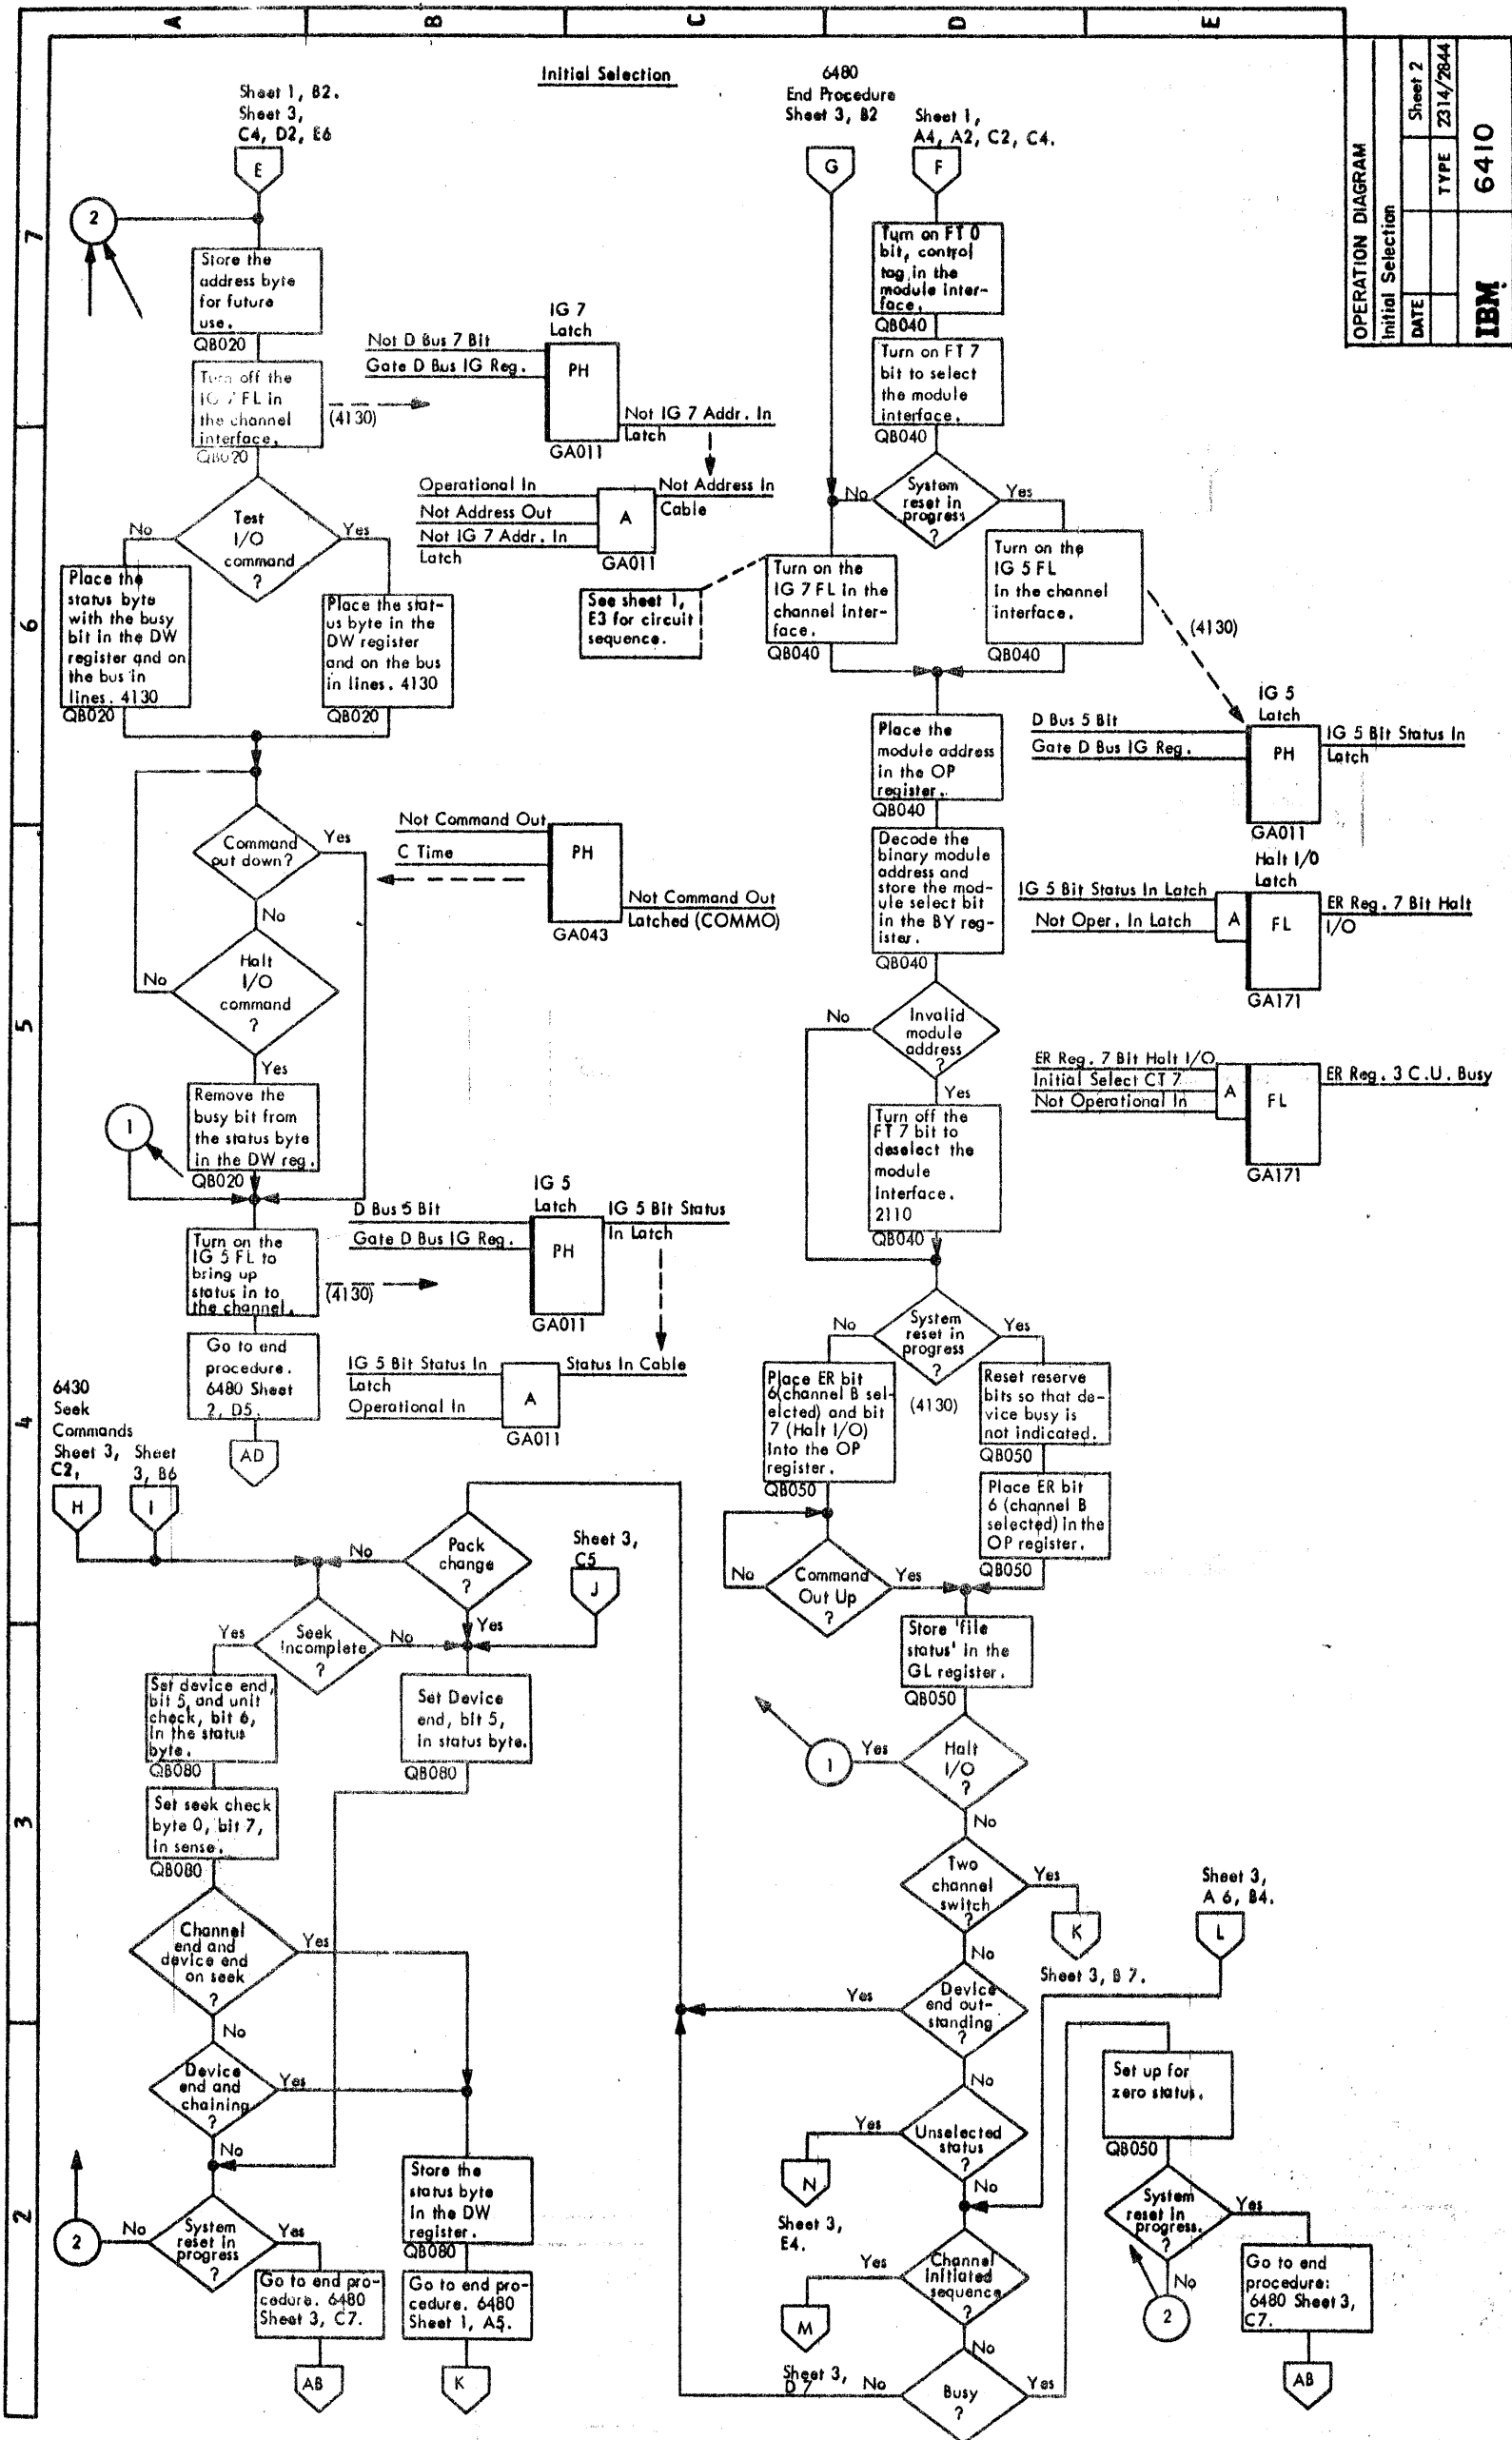 A
B
C
D
E
7
6
5
4
3
2
OPERATION DIAGRAM
Initial Selection
DATE
Sheet 2
TYPE
2314/2844
IBM
6410
Initial Selection
Sheet 1, B2.
Sheet 3,
C4, D2, E6
E
2
Store the
address byte
for future
use.
QB020
Turn off the
IG 7 FL in
the channel
interface.
QB020
(4130)
IG 7
Latch
Not D Bus 7 Bit
Gate D Bus IG Reg.
PH
Not IG 7 Addr. In
Latch
GA011
Operational In
Not Address Out
Not IG 7 Addr. In
Latch
A
Not Address In
Cable
GA011
Test
I/O
command
?
No
Yes
Place the
status byte
with the busy
bit in the DW
register and on
the bus in
lines. 4130
QB020
Place the stat-
us byte in the
DW register
and on the bus
in lines. 4130
QB020
Command
out down?
Yes
No
Not Command Out
C Time
PH
Not Command Out
Latched (COMMO)
GA043
Halt
I/O
command
?
No
Yes
Remove the
busy bit from
the status byte
in the DW reg.
QB020
1
Turn on the
IG 5 FL to
bring up
status in to
the channel.
(4130)
D Bus 5 Bit
Gate D Bus IG Reg.
IG 5
Latch
PH
IG 5 Bit Status
In Latch
GA011
Go to end
procedure.
6480 Sheet
2, D5.
AD
IG 5 Bit Status In
Latch
Operational In
A
Status In Cable
GA011
6430
Seek
Commands
Sheet 3,
C2,
H
Sheet
3, B6
I
Pack
change
?
No
Yes
Sheet 3,
C5
J
Seek
Incomplete
?
Yes
No
Set device end,
bit 5, and unit
check, bit 6,
in the status
byte.
QB080
Set Device
end, bit 5,
in status byte.
QB080
Set seek check
byte 0, bit 7,
in sense.
QB080
Channel
end and
device end
on seek
?
Yes
No
Device
end and
chaining
?
Yes
No
System
reset in
progress
?
No
2
Yes
Go to end pro-
cedure. 6480
Sheet 3, C7.
AB
Store the
status byte
in the DW
register.
QB080
Go to end pro-
cedure. 6480
Sheet 1, A5.
K
6480
End Procedure
Sheet 3, B2
G
Sheet 1,
A4, A2, C2, C4.
F
Turn on FT 0
bit, control
tag in the
module inter-
face.
QB040
Turn on FT 7
bit to select
the module
interface.
QB040
System
reset in
progress
?
No
Yes
Turn on the
IG 7 FL in the
channel inter-
face.
QB040
See sheet 1,
E3 for circuit
sequence.
Turn on the
IG 5 FL
In the channel
interface.
QB040
(4130)
Place the
module address
in the OP
register.
QB040
D Bus 5 Bit
Gate D Bus IG Reg.
IG 5
Latch
PH
IG 5 Bit Status In
Latch
GA011
Decode the
binary module
address and
store the mod-
ule select bit
in the BY reg-
ister.
QB040
IG 5 Bit Status In Latch
Not Oper. In Latch
A
Halt I/O
Latch
FL
ER Reg. 7 Bit Halt
I/O
GA171
Invalid
module
address
?
No
Yes
ER Reg. 7 Bit Halt I/O
Initial Select CT 7
Not Operational In
A
FL
ER Reg. 3 C.U. Busy
GA171
Turn off the
FT 7 bit to
deselect the
module
Interface.
2110
QB040
System
reset in
progress
?
No
Yes
(4130)
Place ER bit
6(channel B sel-
elcted) and bit
7 (Halt I/O)
Into the OP
register.
QB050
Reset reserve
bits so that de-
vice busy is
not indicated.
QB050
Place ER bit
6 (channel B
selected) in the
OP register.
QB050
Command
Out Up
?
No
Yes
Store 'file
status' in the
GL register.
QB050
Halt
I/O
?
Yes
1
No
Two
channel
switch
?
Yes
K
Sheet 3, B 7.
No
Sheet 3,
A 6, B4.
L
Device
end out-
standing
?
Yes
No
Unselected
status
?
Yes
N
Sheet 3,
E4.
No
Channel
Initiated
sequence
?
Yes
M
Sheet 3,
D 7
No
Busy
?
No
Yes
Set up for
zero status.
QB050
System
reset in
progress.
?
Yes
No
2
Go to end
procedure:
6480 Sheet 3,
C7.
AB